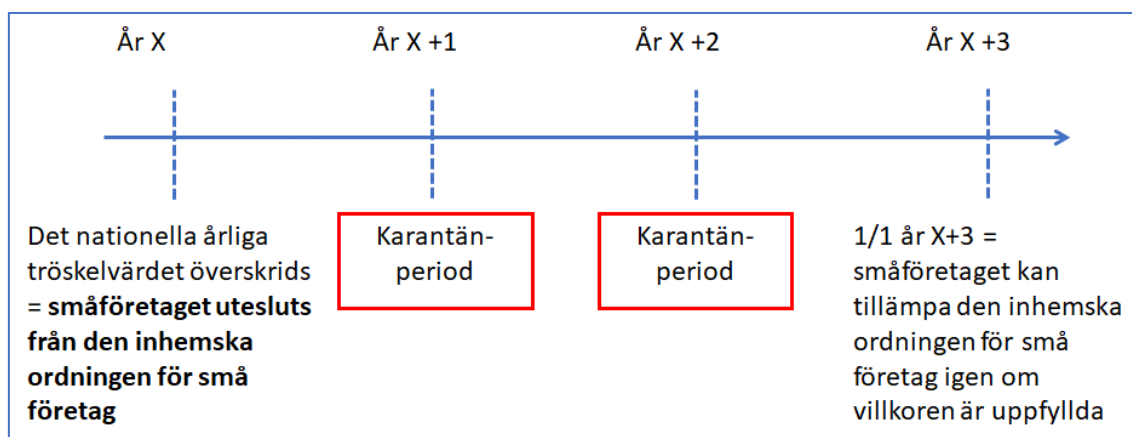 År X
År X +1
År X +2
År X +3
Det nationella årliga
tröskelvärdet överskrids
= småföretaget utesluts
från den inhemska
ordningen för små
företag
Karantän-
period
Karantän-
period
1/1 år X+3 =
småföretaget kan
tillämpa den inhemska
ordningen för små
företag igen om
villkoren är uppfyllda